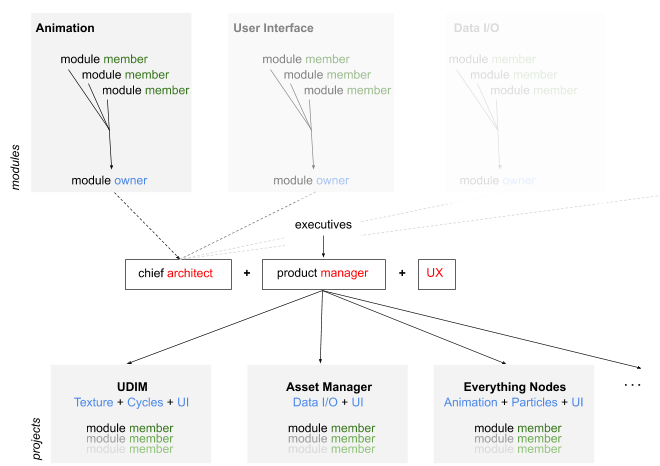 Animation
module member
module member
module member
module owner
User Interface
module member
module member
module member
module owner
Data I/O
module member
module member
module member
module owner
modules
executives
chief architect + product manager + UX
UDIM
Texture + Cycles + UI
module member
module member
module member
Asset Manager
Data I/O + UI
module member
module member
module member
Everything Nodes
Animation + Particles + UI
module member
module member
module member
...
projects